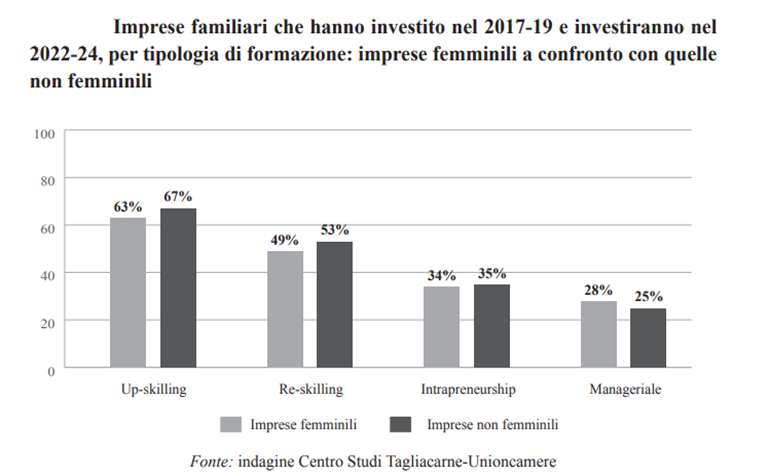 Imprese familiari che hanno investito nel 2017-19 e investiranno nel
2022-24, per tipologia di formazione: imprese femminili a confronto con quelle
non femminili
100
80
60
40
20
0
63%
67%
49%
53%
34%
35%
28%
25%
Up-skilling
Re-skilling
Intrapreneurship
Manageriale
Imprese femminili
Imprese non femminili
Fonte: indagine Centro Studi Tagliacarne-Unioncamere